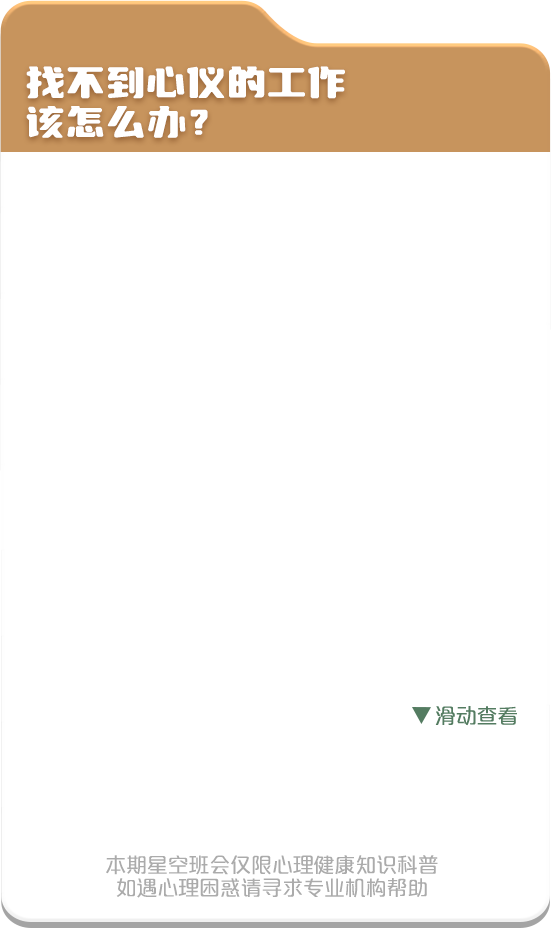 找不到心仪的工作
该怎么办？
▼滑动查看
本期星空班会仅限心理健康知识科普
如遇心理困惑请寻求专业机构帮助